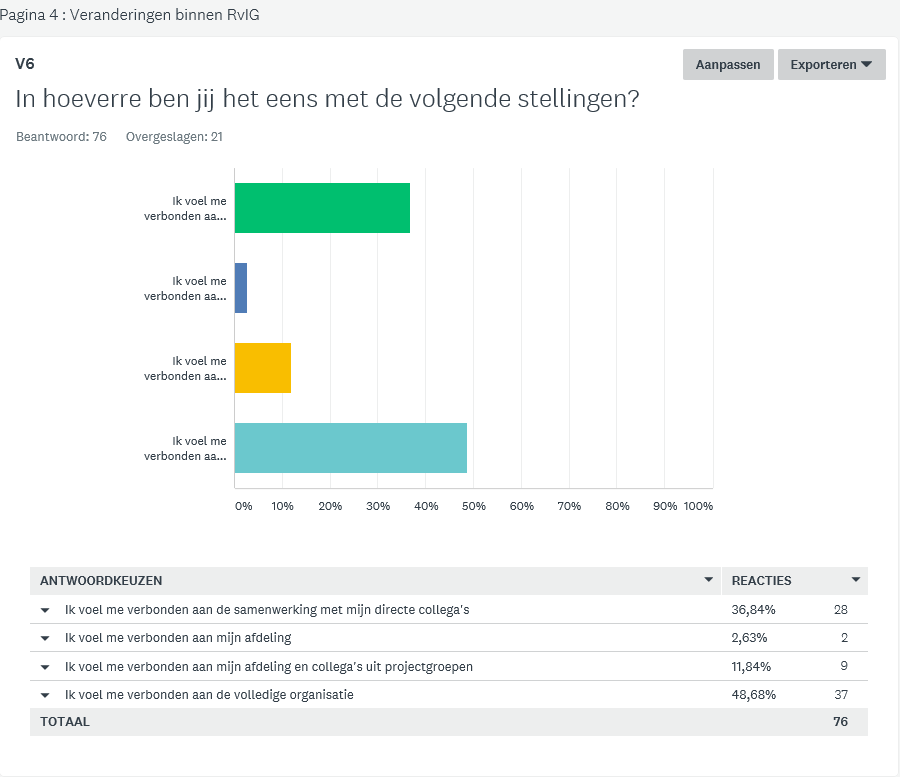 Pagina 4 : Veranderingen binnen RvIG
V6
Aanpassen
Exporteren
In hoeverre ben jij het eens met de volgende stellingen?
Beantwoord: 76 Overgeslagen: 21
Ik voel me
verbonden aa...
Ik voel me
verbonden aa...
Ik voel me
verbonden aa...
Ik voel me
verbonden aa...
0% 10% 20% 30% 40% 50% 60% 70% 80% 90% 100%
ANTWOORDKEUZEN REACTIES
Ik voel me verbonden aan de samenwerking met mijn directe collega's 36,84% 28
Ik voel me verbonden aan mijn afdeling 2,63% 2
Ik voel me verbonden aan mijn afdeling en collega's uit projectgroepen 11,84% 9
Ik voel me verbonden aan de volledige organisatie 48,68% 37
TOTAAL 76